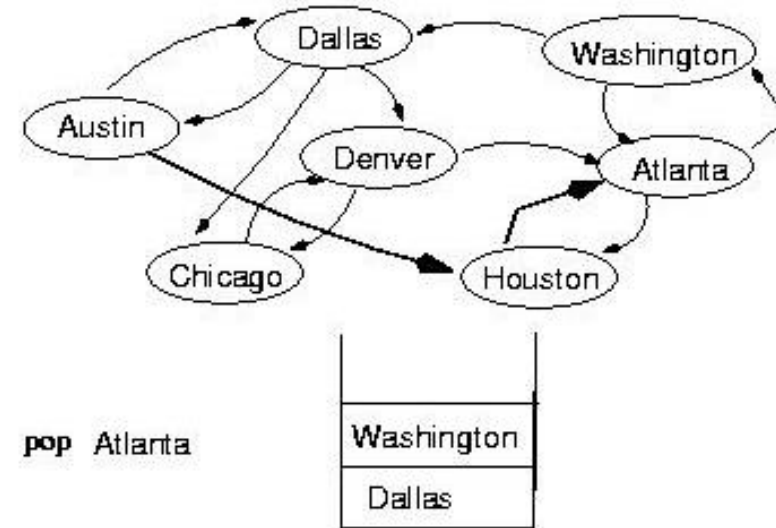 Dallas
Washington
Austin
Denver
Atlanta
Chicago
Houston
pop Atlanta
Washington
Dallas